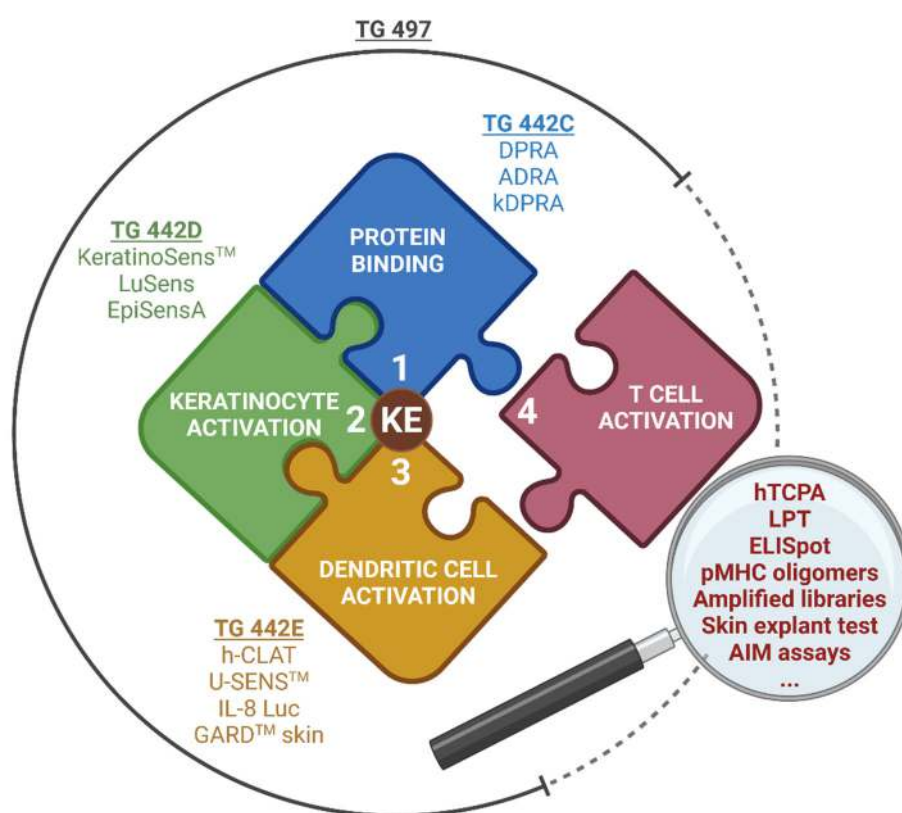 TG 497
TG 442C
DPRA
ADRA
kDPRA
TG 442D
KeratinoSens™
LuSens
EpiSensA
PROTEIN
BINDING
1
KERATINOCYTE
ACTIVATION
2
KE
3
DENDRITIC CELL
ACTIVATION
4
T CELL
ACTIVATION
TG 442E
h-CLAT
U-SENS™
IL-8 Luc
GARD™ skin
hTCPA
LPT
ELISpot
pMHC oligomers
Amplified libraries
Skin explant test
AIM assays
...